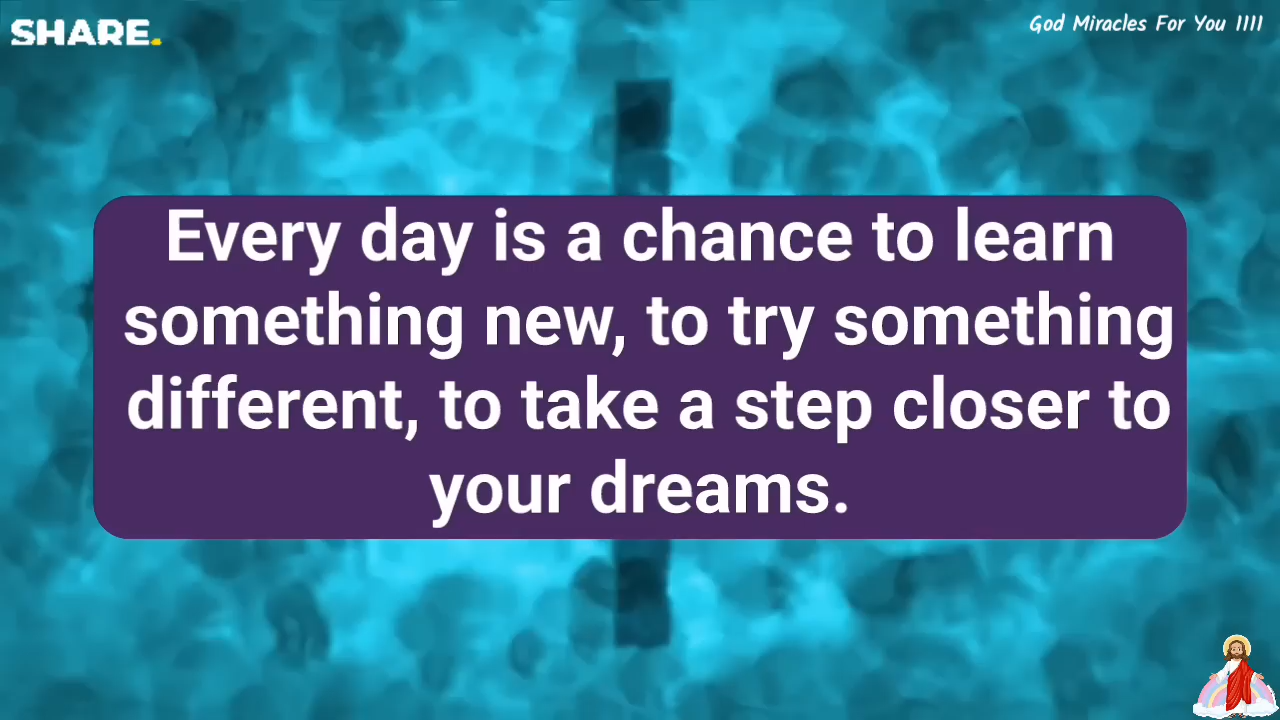 SHARE.
God Miracles For You 1111
Every day is a chance to learn
something new, to try something
different, to take a step closer to
your dreams.